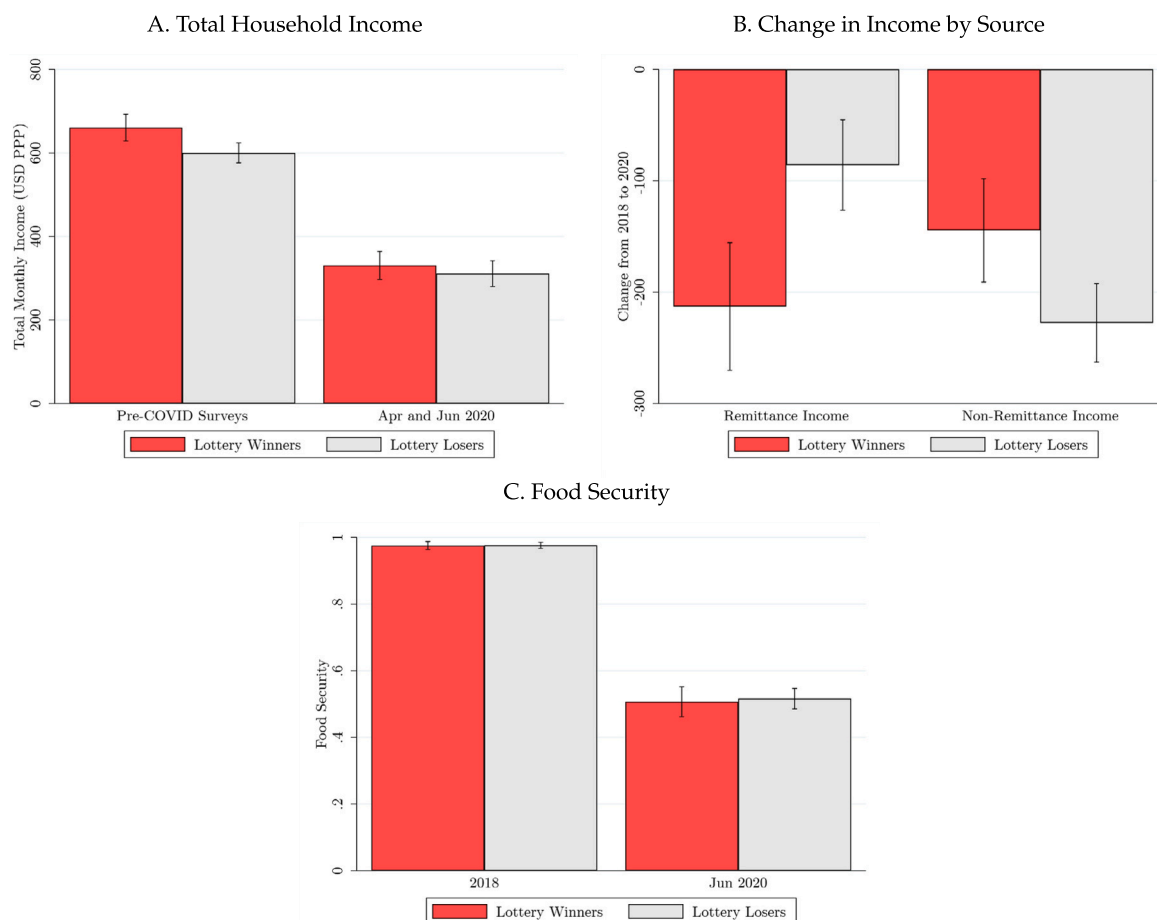 A. Total Household Income
Total Monthly Income (USD PPP)
800
600
400
200
0
Pre-COVID Surveys Apr and Jun 2020
Lottery Winners Lottery Losers
B. Change in Income by Source
Change from 2018 to 2020
0
-100
-200
-300
Remittance Income Non-Remittance Income
Lottery Winners Lottery Losers
C. Food Security
Food Security
1
.8
.6
.4
.2
0
2018 Jun 2020
Lottery Winners Lottery Losers